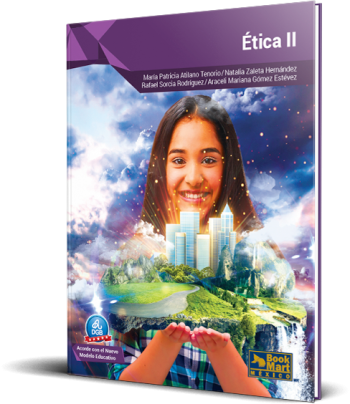 Ética II
María Patricia Atilano Tenorio/Natalia Zaleta Hernández
Rafael Sorcia Rodríguez/Araceli Mariana Gómez Estévez
DGB
Acorde con el Nuevo
Modelo Educativo
Book
Mart
MÉXICO